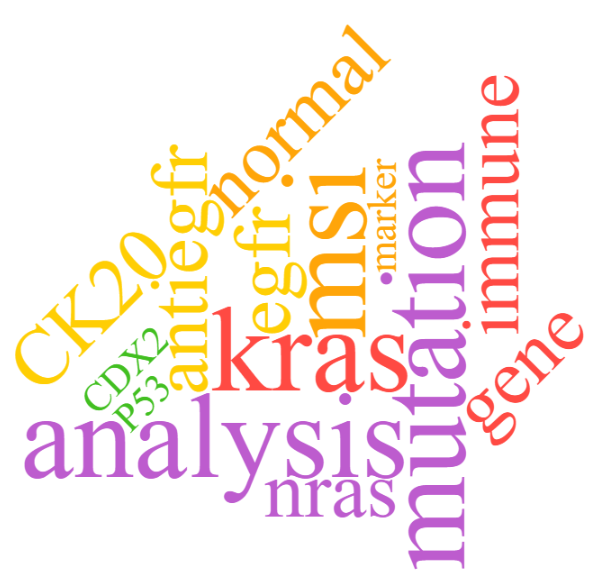 normal
immune
antiegfr
egfr
msi
marker
mutation
CK20
CDX2
P53
kras
gene
analysis
nras